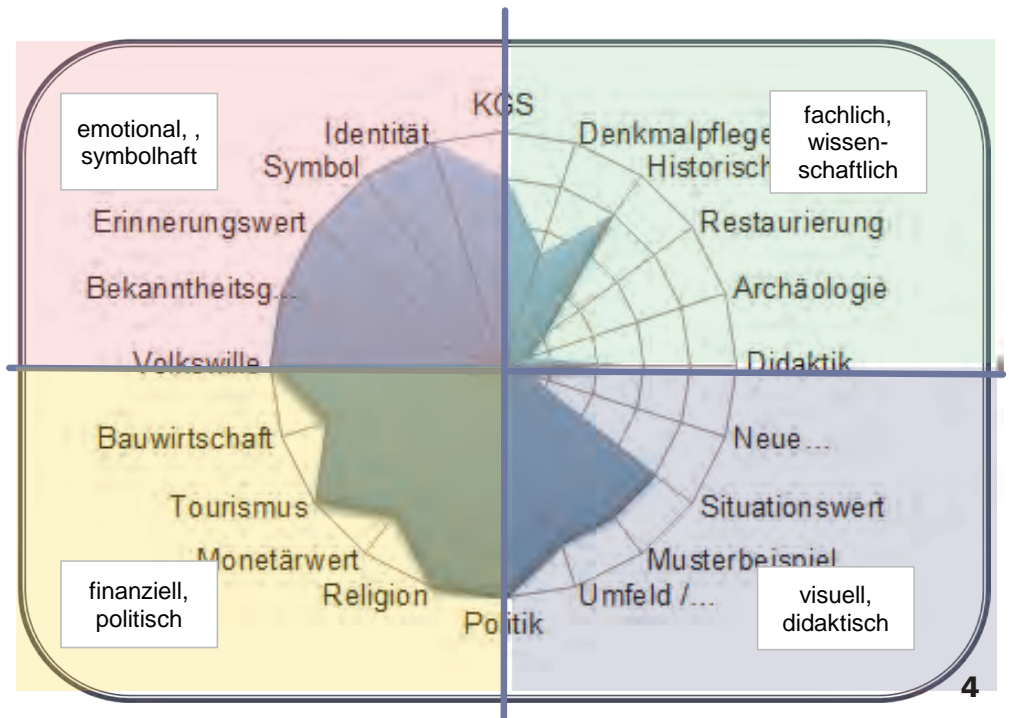 KGS
emotional, ,
symbolhaft
Identität
Symbol
Erinnerungswert
Bekanntheitsg...
Volkswille
Denkmalpflege
Historisch
fachlich,
wissen-
schaftlich
Restaurierung
Archäologie
Didaktik
Bauwirtschaft
Tourismus
Monetärwert
Religion
Politik
finanziell,
politisch
Neue...
Situationswert
Musterbeispiel
Umfeld /...
visuell,
didaktisch
4